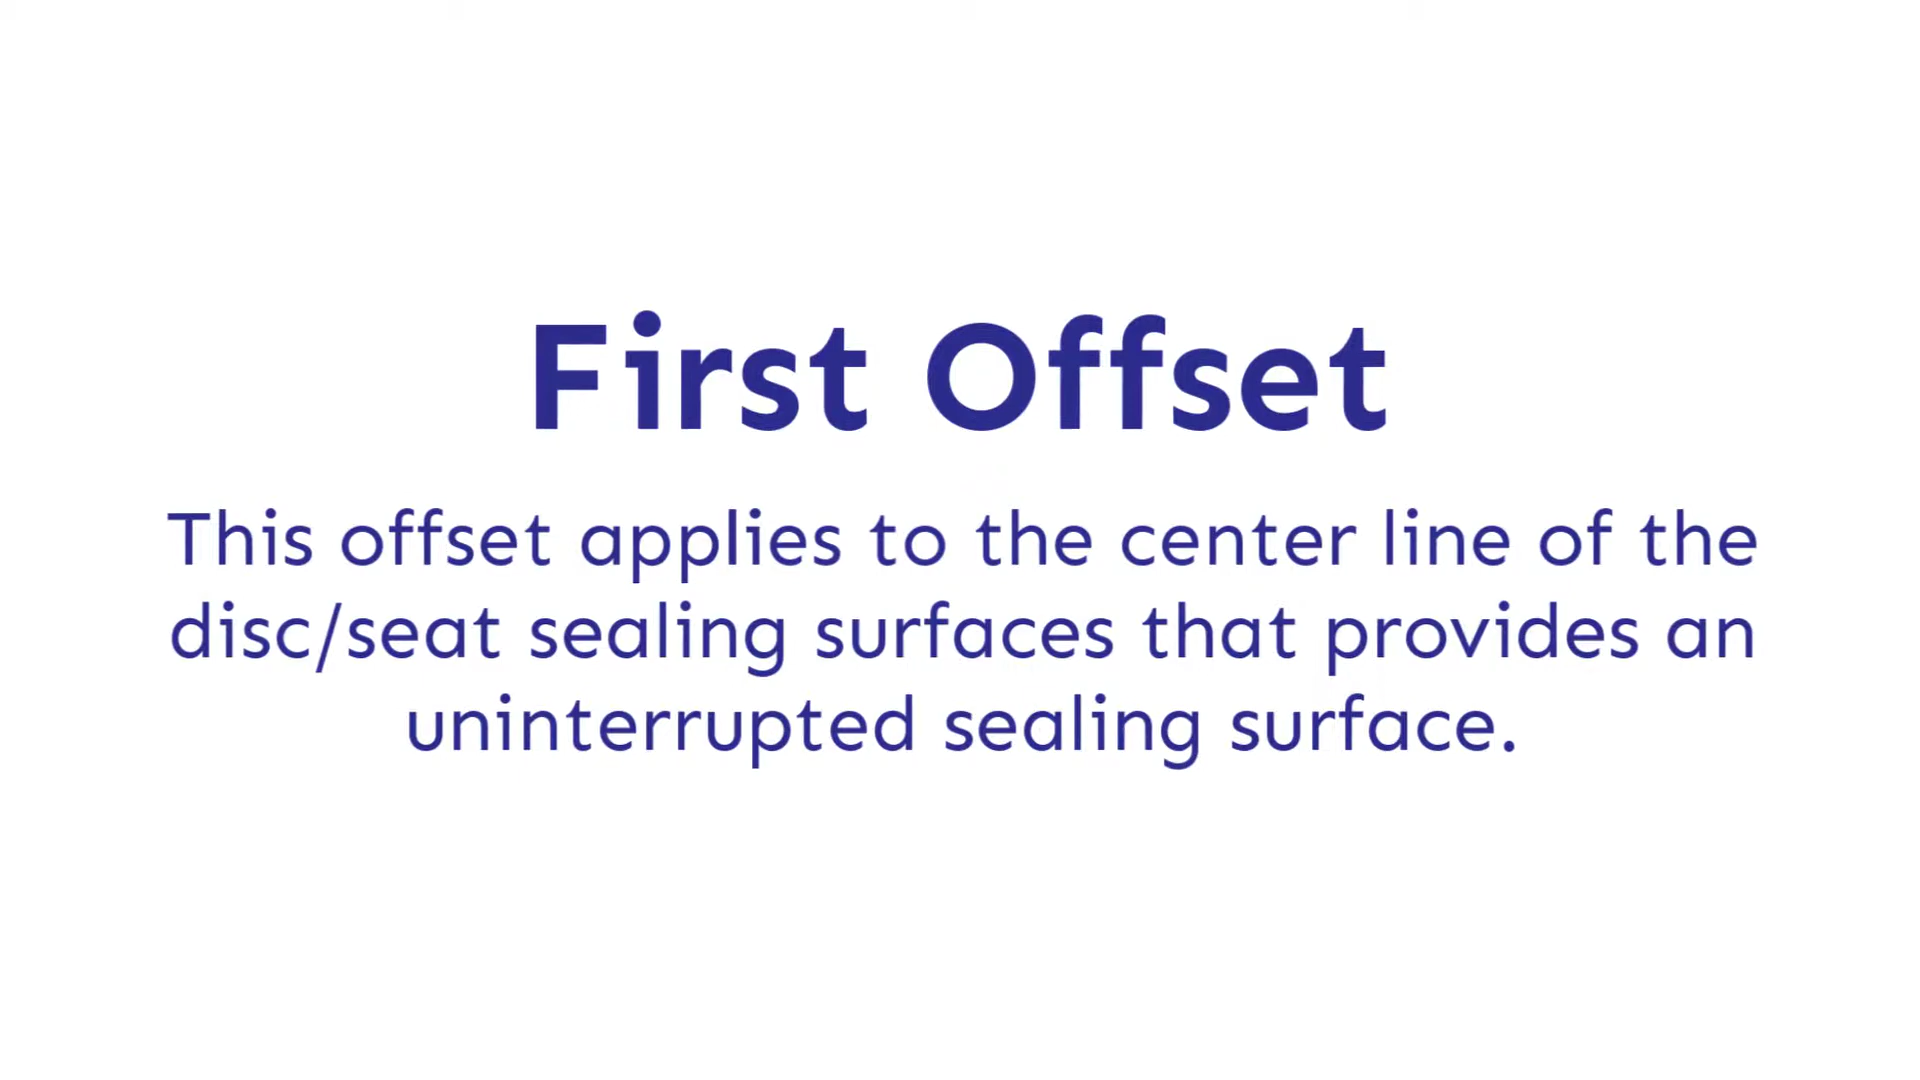 First Offset
This offset applies to the center line of the
disc/seat sealing surfaces that provides an
uninterrupted sealing surface.